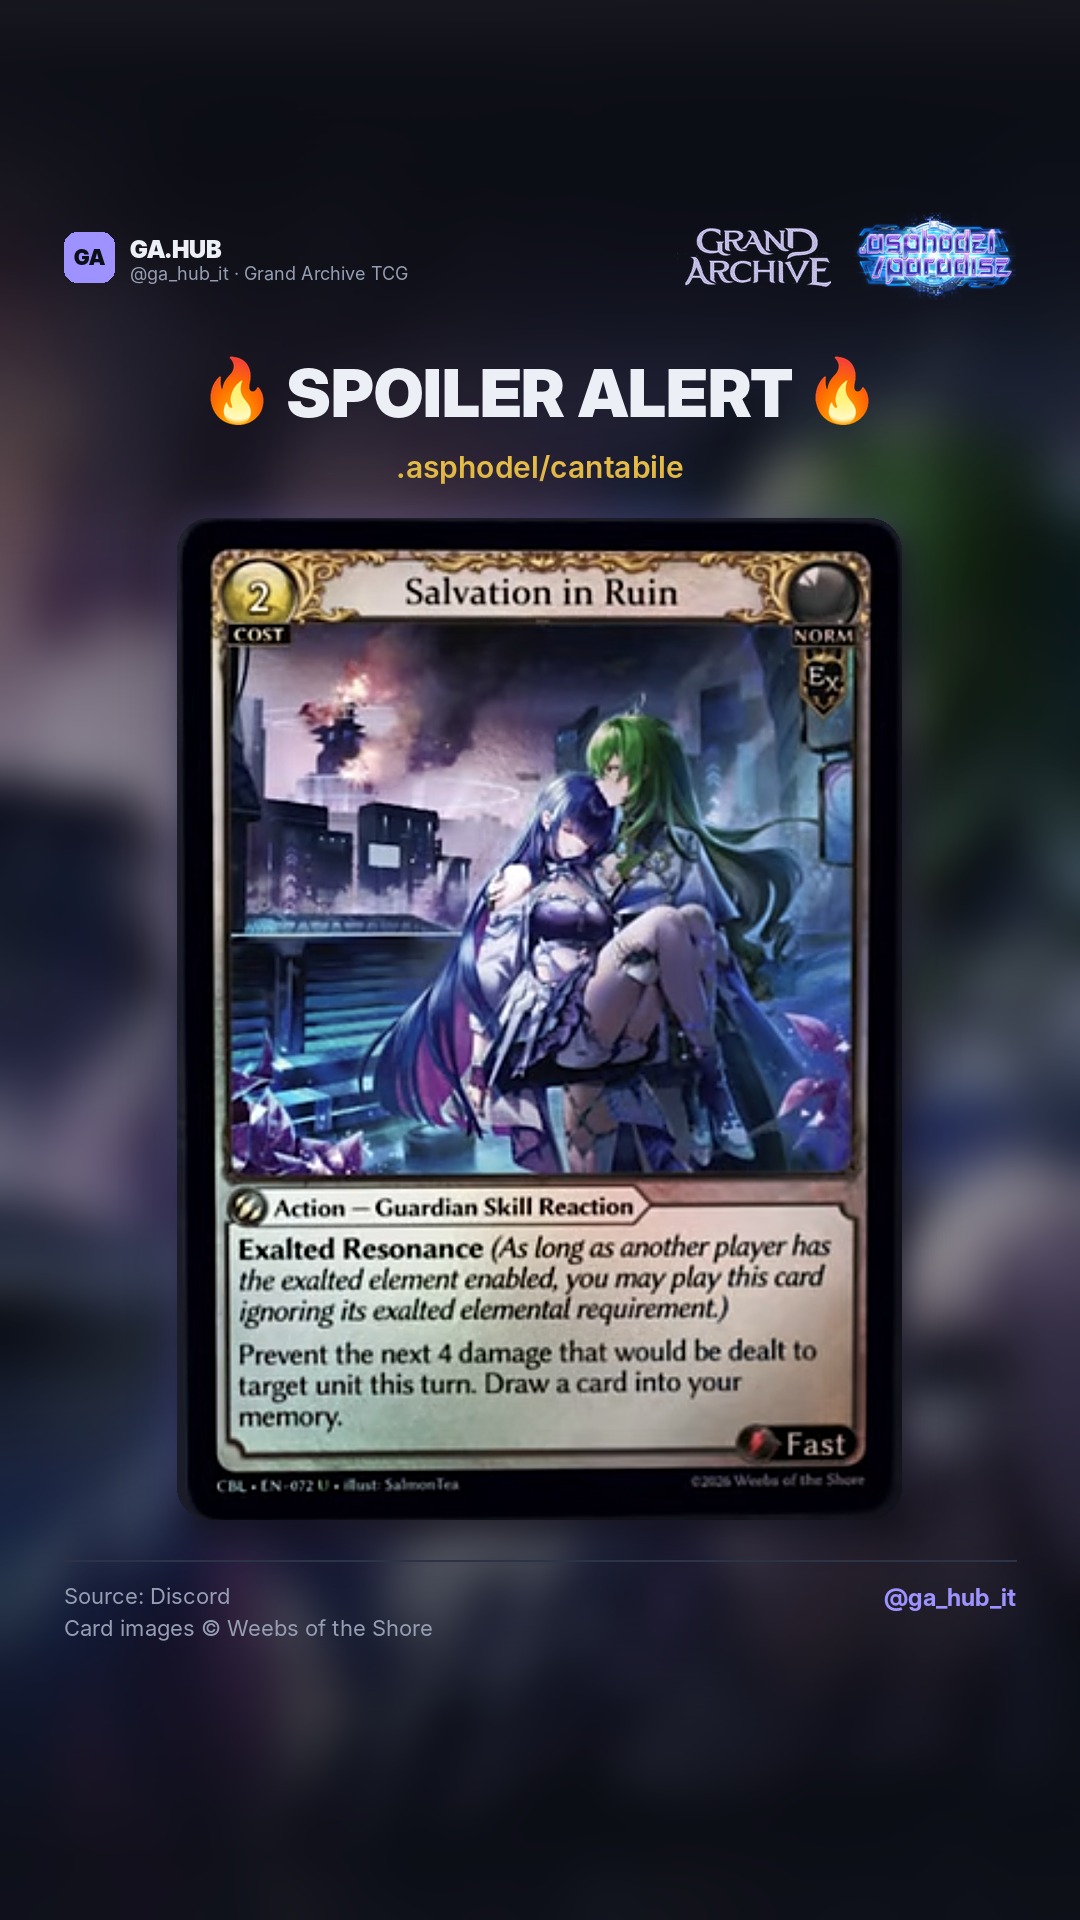 GA
GA.HUB
@ga_hub_it · Grand Archive TCG
GRAND
ARCHIVE
.asphodel
/paradise
🔥 SPOILER ALERT 🔥
.asphodel/cantabile
2
COST
Salvation in Ruin
NORM
Ex
Action — Guardian Skill Reaction
Exalted Resonance (As long as another player has
the exalted element enabled, you may play this card
ignoring its exalted elemental requirement.)
Prevent the next 4 damage that would be dealt to
target unit this turn. Draw a card into your
memory.
Fast
CBL • EN-072 U • illust: SalmonTea
©2026 Weebs of the Shore
Source: Discord
@ga_hub_it
Card images © Weebs of the Shore